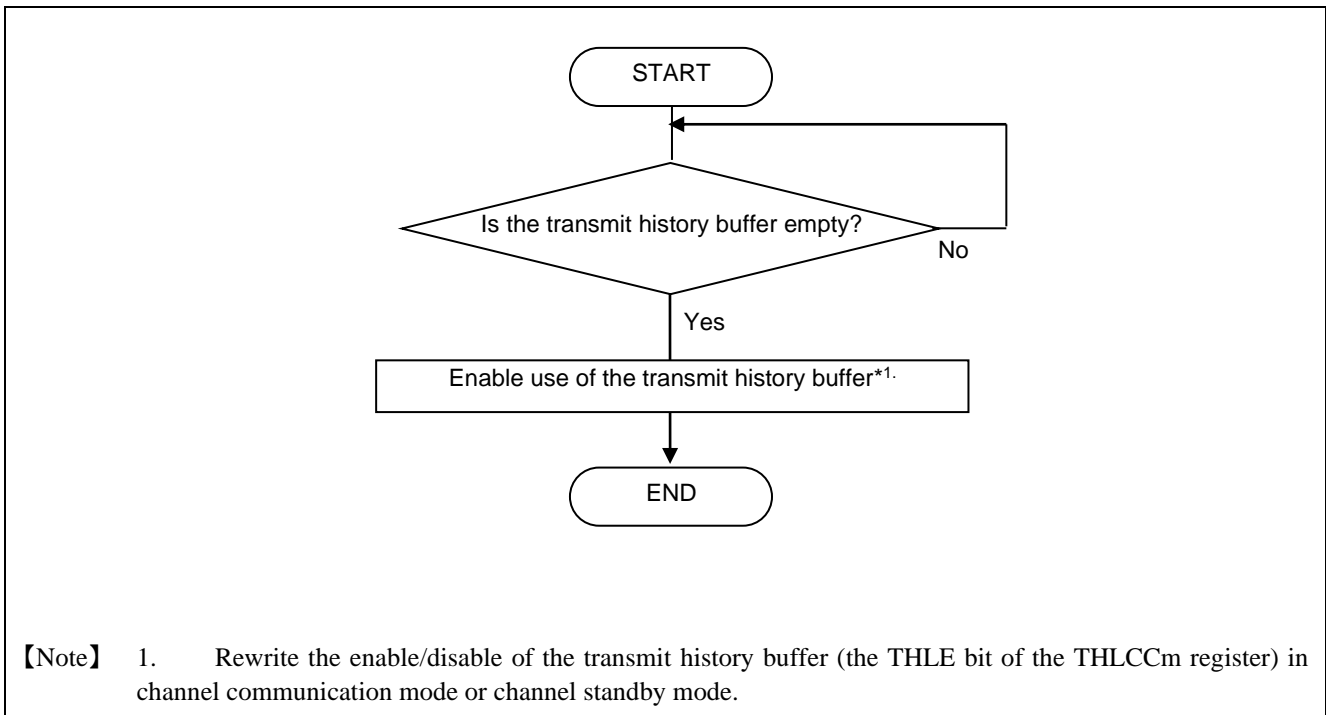 START
Is the transmit history buffer empty?
No
Yes
Enable use of the transmit history buffer*1.
END
【Note】 1. Rewrite the enable/disable of the transmit history buffer (the THLE bit of the THLCCm register) in
channel communication mode or channel standby mode.